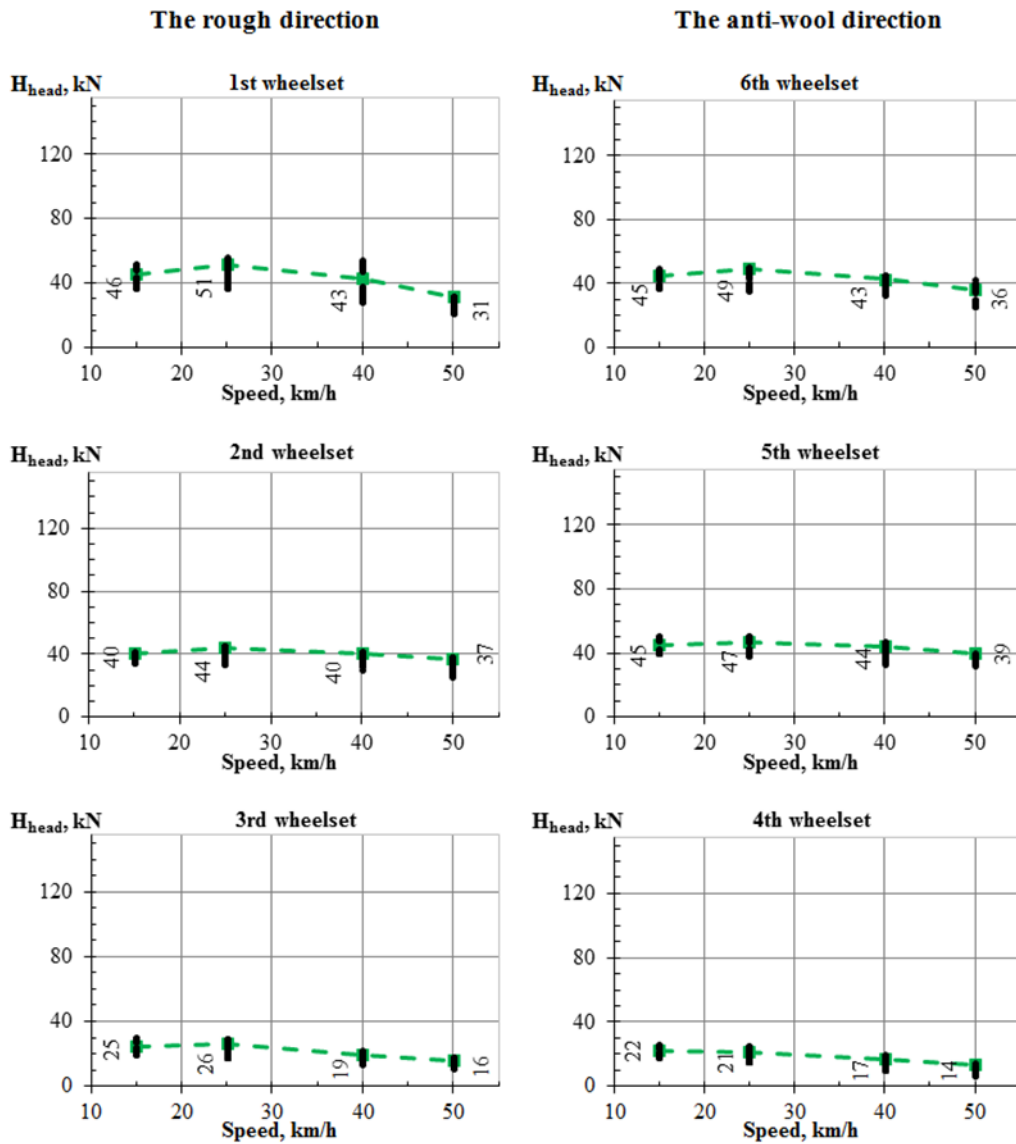 The rough direction
The anti-wool direction
H_head, kN
1st wheelset
120
80
40
0
46
51
43
31
10 20 30 40 50
Speed, km/h
H_head, kN
6th wheelset
120
80
40
0
45
49
43
36
10 20 30 40 50
Speed, km/h
H_head, kN
2nd wheelset
120
80
40
0
40
44
40
37
10 20 30 40 50
Speed, km/h
H_head, kN
5th wheelset
120
80
40
0
45
47
44
39
10 20 30 40 50
Speed, km/h
H_head, kN
3rd wheelset
120
80
40
0
25
26
19
16
10 20 30 40 50
Speed, km/h
H_head, kN
4th wheelset
120
80
40
0
22
21
17
14
10 20 30 40 50
Speed, km/h